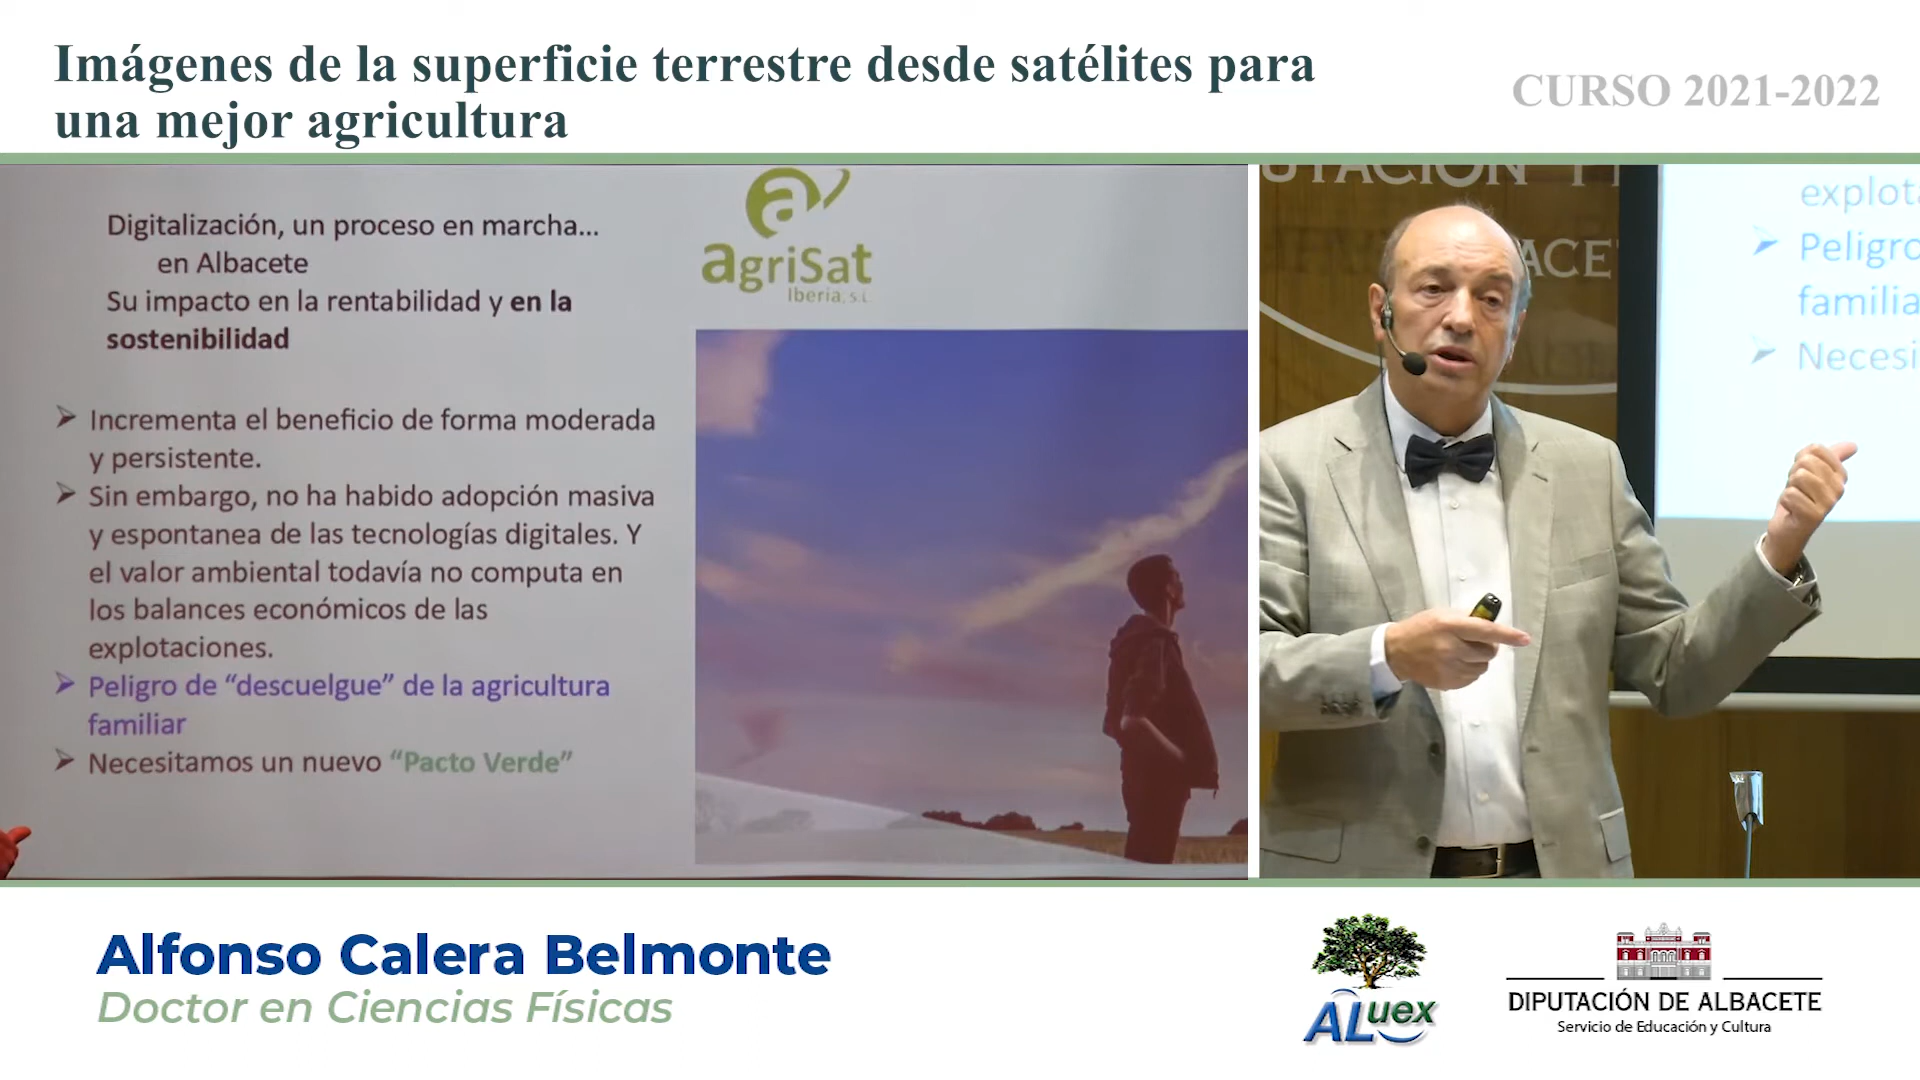 Imágenes de la superficie terrestre desde satélites para
una mejor agricultura
CURSO 2021-2022
Digitalización, un proceso en marcha...
en Albacete
Su impacto en la rentabilidad y en la
sostenibilidad
Incrementa el beneficio de forma moderada
y persistente.
Sin embargo, no ha habido adopción masiva
y espontanea de las tecnologías digitales. Y
el valor ambiental todavía no computa en
los balances económicos de las
explotaciones.
Peligro de “descuelgue” de la agricultura
familiar
Necesitamos un nuevo “Pacto Verde”
agriSat
Iberia, S.L.
UTACIÓN
ACE
explota
Peligro
familia
Necesi
Alfonso Calera Belmonte
Doctor en Ciencias Físicas
ALuex
DIPUTACIÓN DE ALBACETE
Servicio de Educación y Cultura